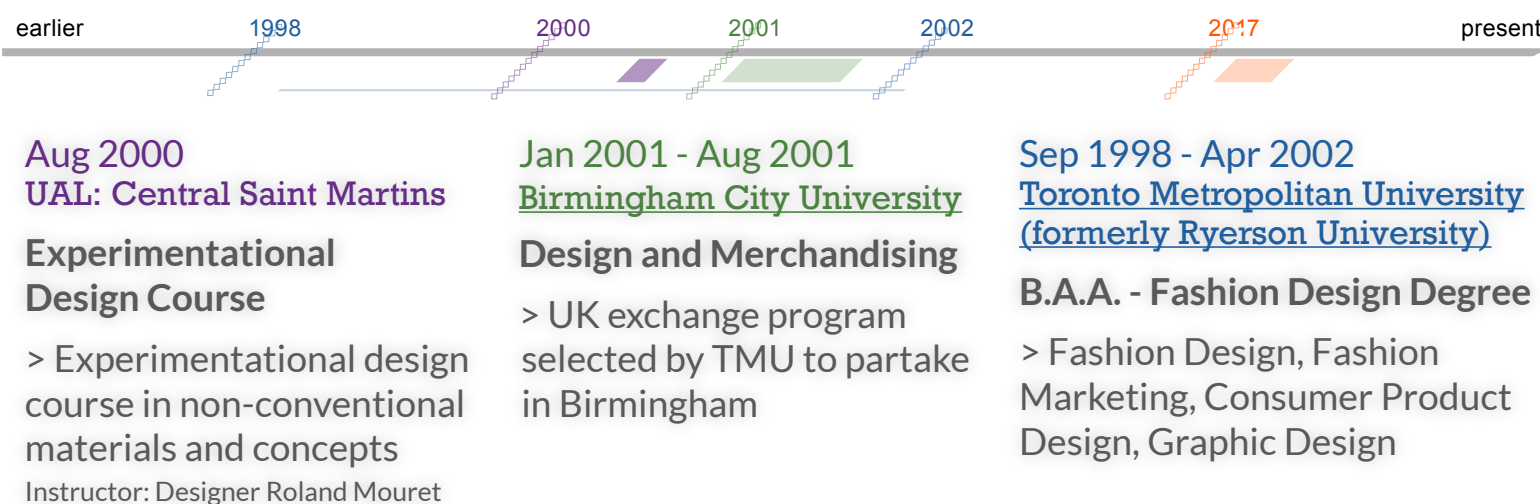 earlier
1998
2000
2001
2002
2017
present
Aug 2000
UAL: Central Saint Martins
Experimentational
Design Course
> Experimentational design
course in non-conventional
materials and concepts
Instructor: Designer Roland Mouret
Jan 2001 - Aug 2001
Birmingham City University
Design and Merchandising
> UK exchange program
selected by TMU to partake
in Birmingham
Sep 1998 - Apr 2002
Toronto Metropolitan University
(formerly Ryerson University)
B.A.A. - Fashion Design Degree
> Fashion Design, Fashion
Marketing, Consumer Product
Design, Graphic Design